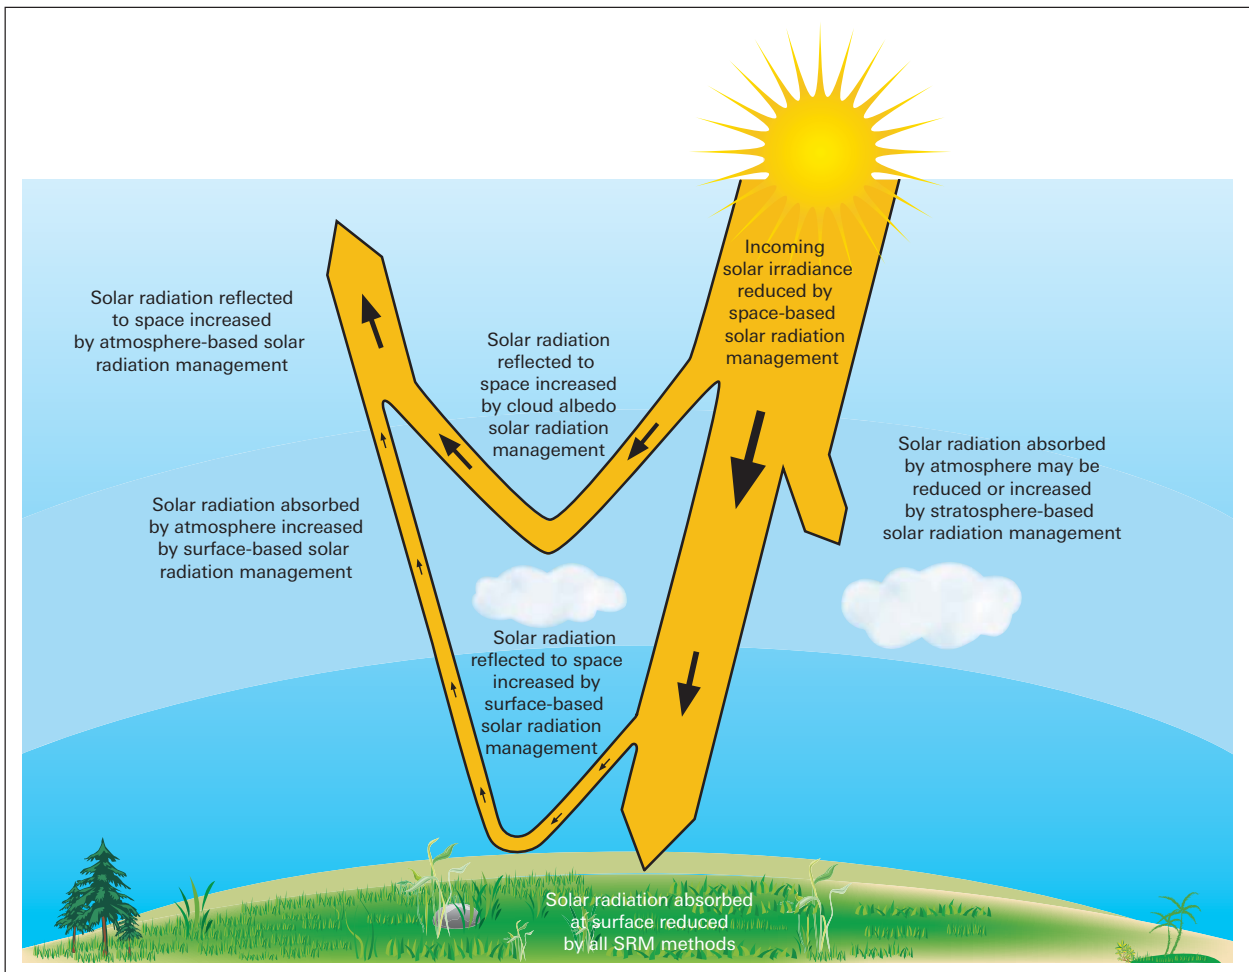 Incoming
solar irradiance
reduced by
space-based
solar radiation
management
Solar radiation reflected
to space increased
by atmosphere-based solar
radiation management
Solar radiation
reflected to
space increased
by cloud albedo
solar radiation
management
Solar radiation absorbed
by atmosphere may be
reduced or increased
by stratosphere-based
solar radiation management
Solar radiation absorbed
by atmosphere increased
by surface-based solar
radiation management
Solar radiation
reflected to space
increased by
surface-based
solar radiation
management
Solar radiation absorbed
at surface reduced
by all SRM methods